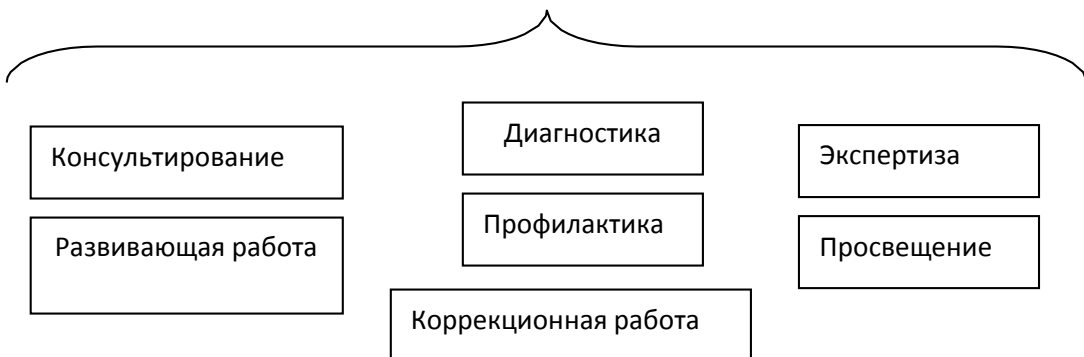 Консультирование
Диагностика
Экспертиза
Развивающая работа
Профилактика
Просвещение
Коррекционная работа